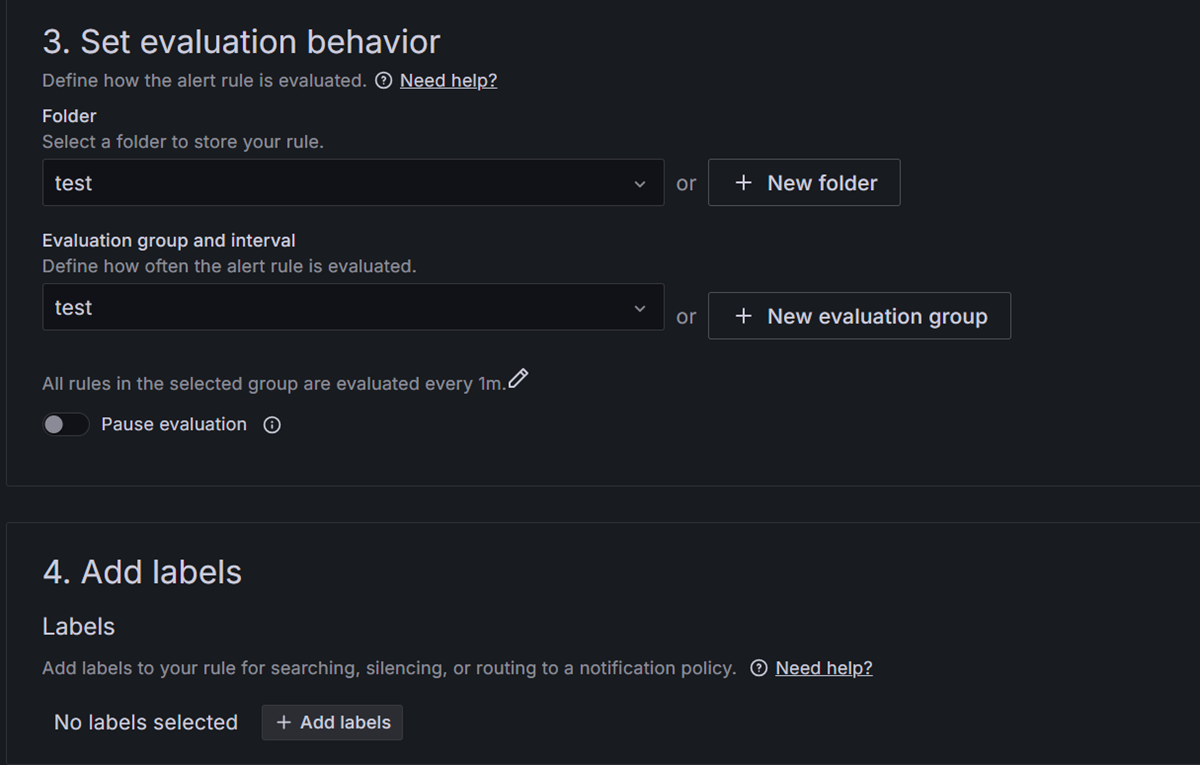 3. Set evaluation behavior
Define how the alert rule is evaluated. Need help?
Folder
Select a folder to store your rule.
test or + New folder
Evaluation group and interval
Define how often the alert rule is evaluated.
test or + New evaluation group
All rules in the selected group are evaluated every 1m.
Pause evaluation
4. Add labels
Labels
Add labels to your rule for searching, silencing, or routing to a notification policy. Need help?
No labels selected + Add labels